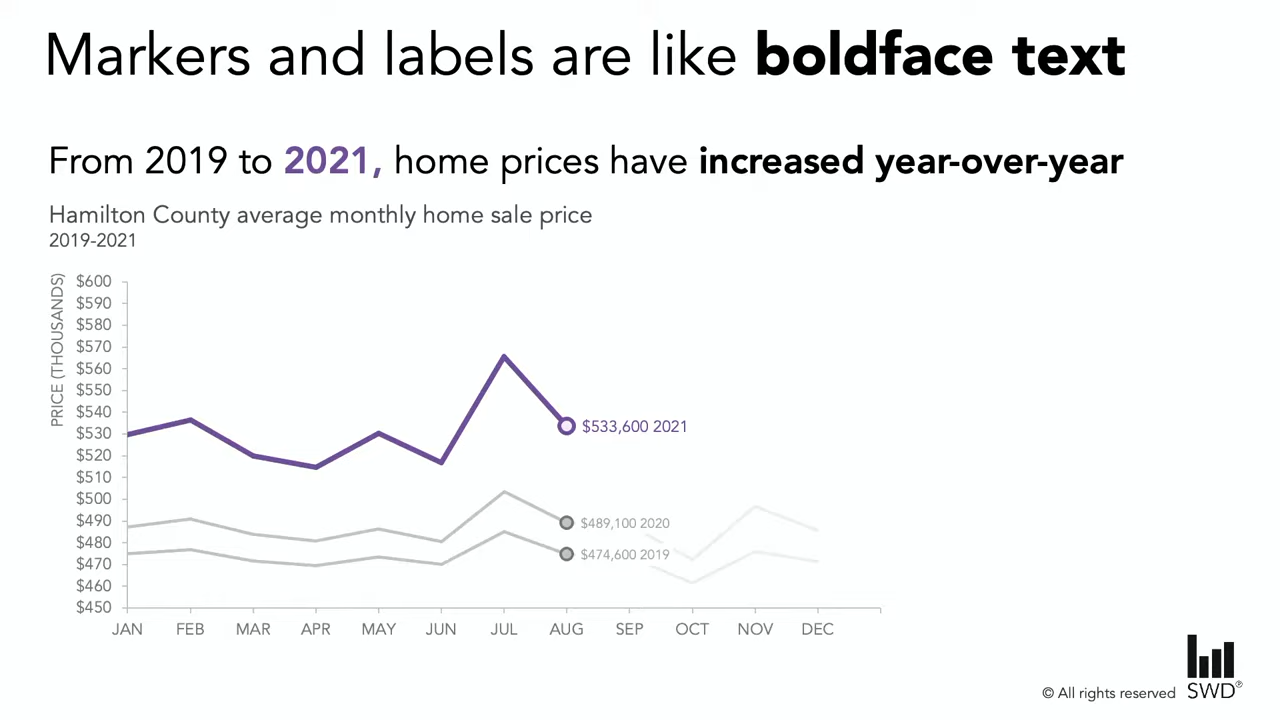 Markers and labels are like boldface text
From 2019 to 2021, home prices have increased year-over-year
Hamilton County average monthly home sale price
2019-2021
PRICE (THOUSANDS)
$600
$590
$580
$570
$560
$550
$540
$530
$520
$510
$500
$490
$480
$470
$460
$450
$533,600 2021
$489,100 2020
$474,600 2019
JAN FEB MAR APR MAY JUN JUL AUG SEP OCT NOV DEC
© All rights reserved
SWD®